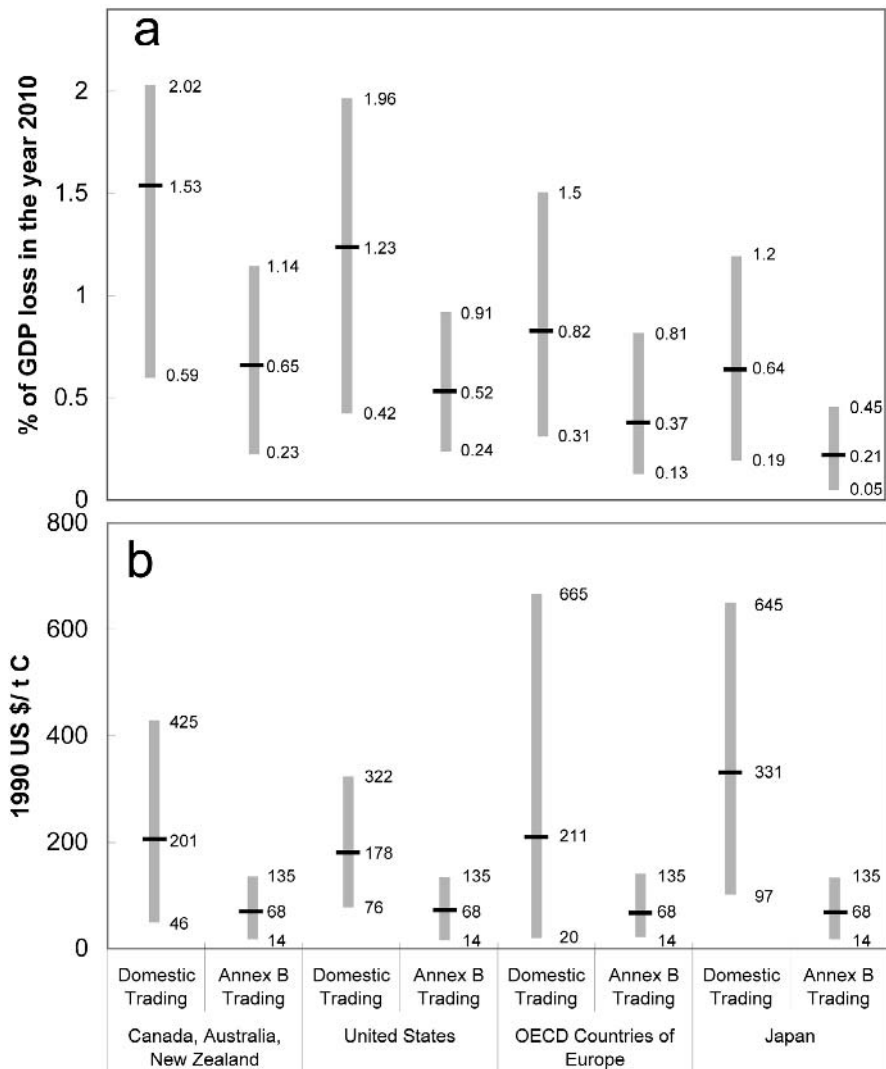 a
% of GDP loss in the year 2010
2
1.5
1
0.5
0
2.02
1.53
0.59
1.14
0.65
0.23
1.96
1.23
0.42
0.91
0.52
0.24
1.5
0.82
0.31
0.81
0.37
0.13
1.2
0.64
0.19
0.45
0.21
0.05
b
1990 US $/ t C
800
600
400
200
0
425
201
46
135
68
14
322
178
76
135
68
14
665
211
20
135
68
14
645
331
97
135
68
14
Domestic
Trading
Annex B
Trading
Domestic
Trading
Annex B
Trading
Domestic
Trading
Annex B
Trading
Domestic
Trading
Annex B
Trading
Canada, Australia,
New Zealand
United States
OECD Countries of
Europe
Japan